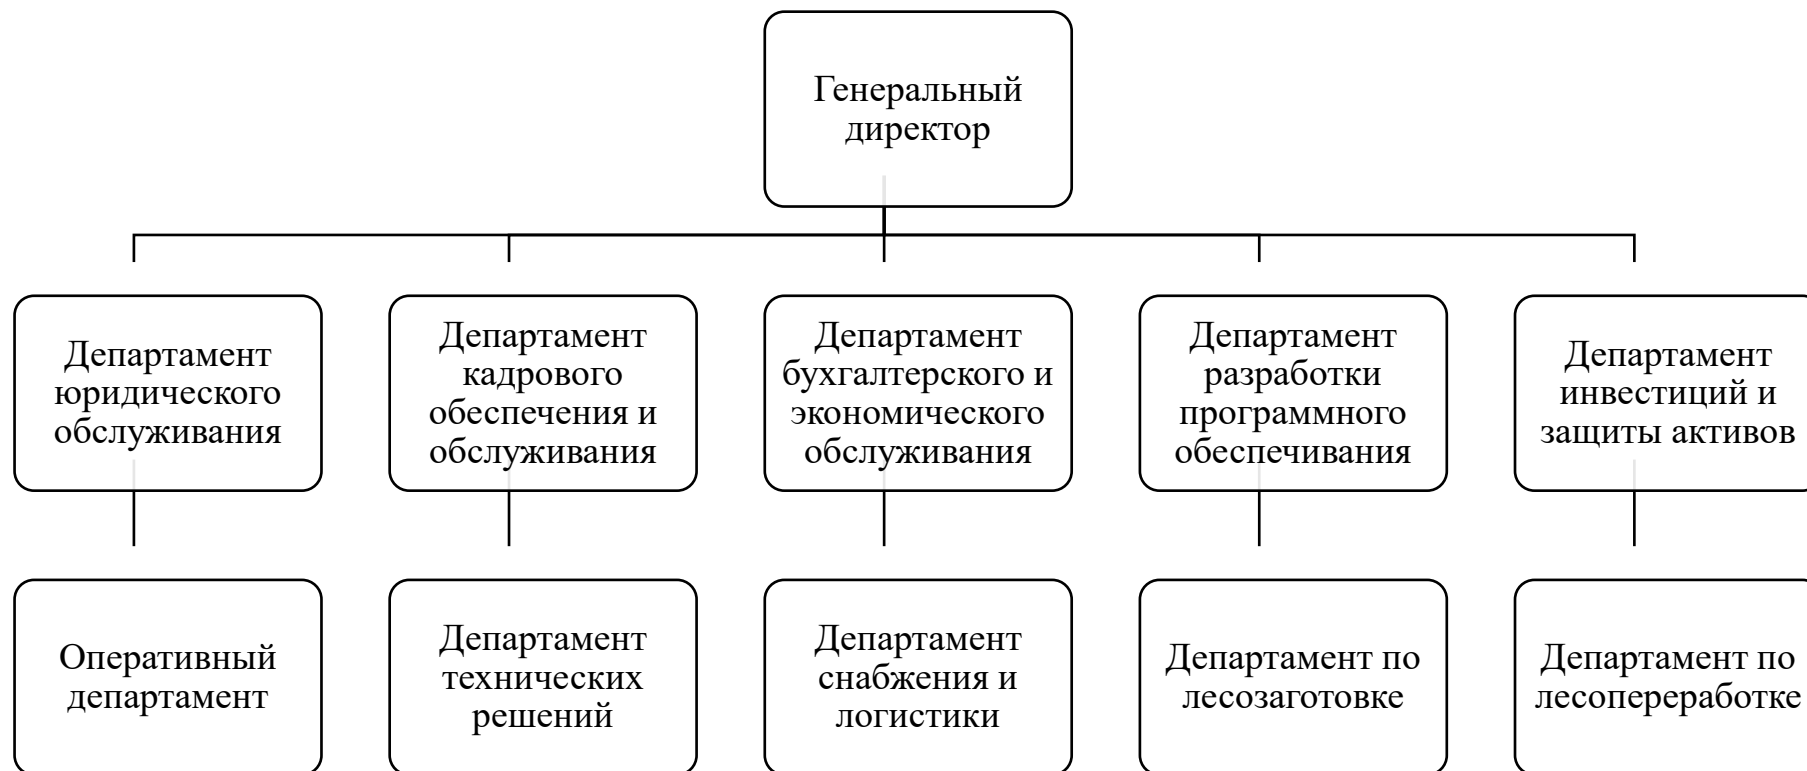 Генеральный
директор
Департамент
юридического
обслуживания
Департамент
кадрового
обеспечения и
обслуживания
Департамент
бухгалтерского и
экономического
обслуживания
Департамент
разработки
программного
обеспечивания
Департамент
инвестиций и
защиты активов
Оперативный
департамент
Департамент
технических
решений
Департамент
снабжения и
логистики
Департамент по
лесозаготовке
Департамент по
лесопереработке